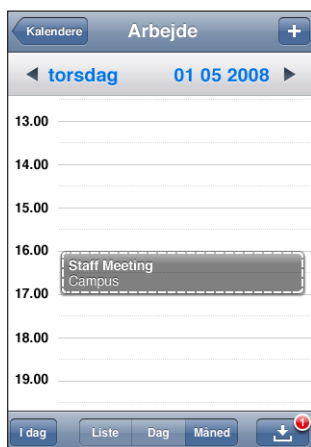 Kalendere Arbejde +
torsdag 01 05 2008
13.00
14.00
15.00
16.00
Staff Meeting
Campus
17.00
18.00
19.00
I dag Liste Dag Måned 1